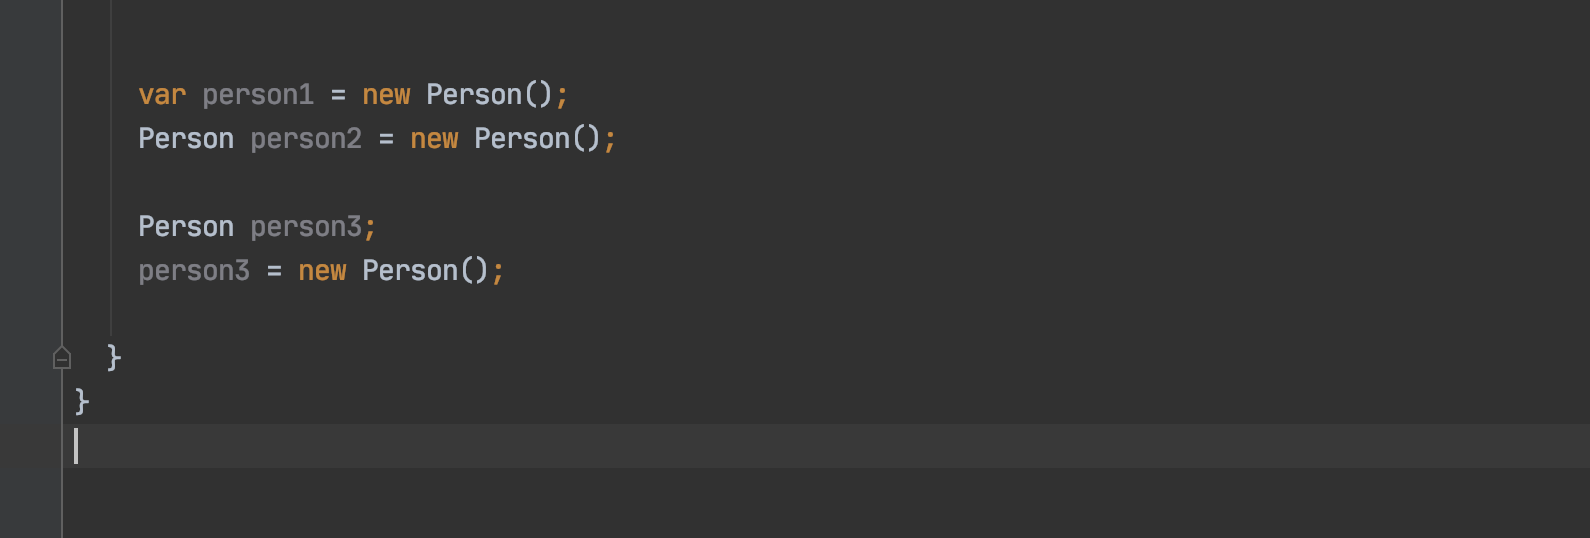 var person1 = new Person();
Person person2 = new Person();
Person person3;
person3 = new Person();
}
}